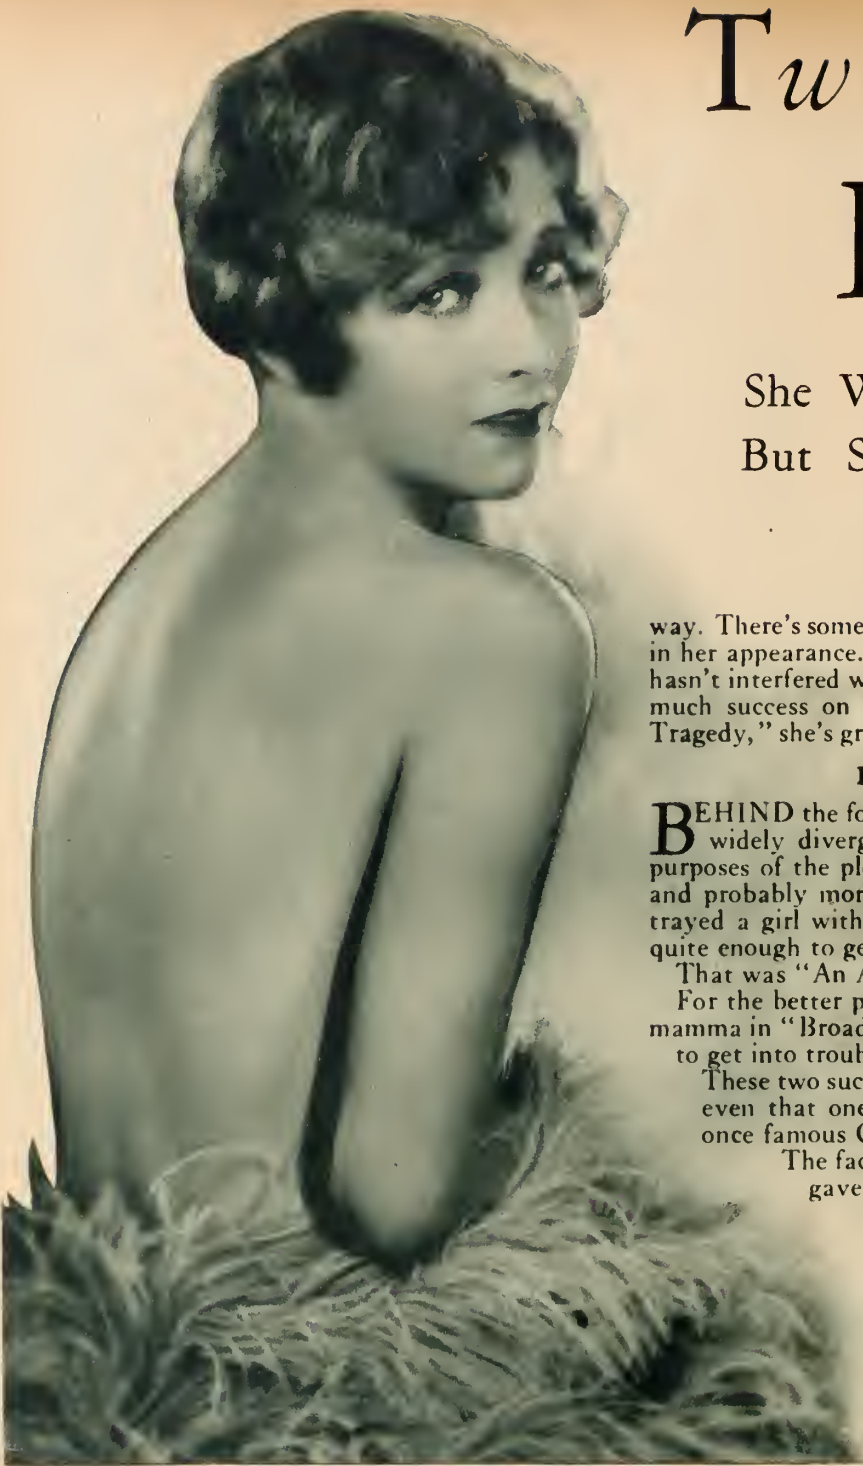 Tw
She
But S
way. There's some
in her appearance.
hasn't interfered w
much success on
Tragedy," she's gr
BEHIND the fo
widely diverg
purposes of the pl
and probably mor
trayed a girl with
quite enough to ge
That was "An A
For the better p
mamma in "Broad
to get into troub
These two suc
even that one
once famous
The fac
gave